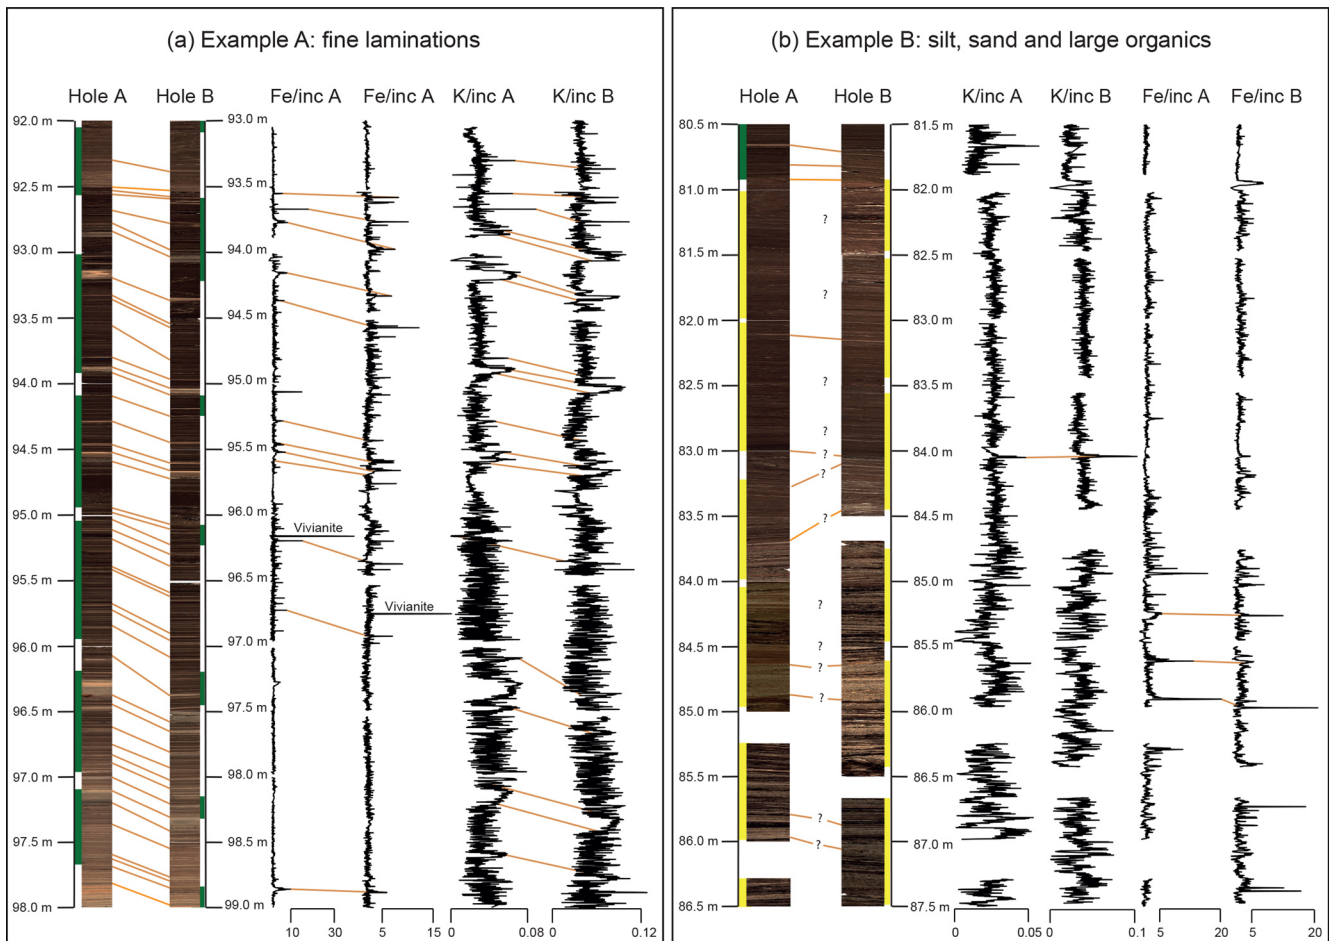 (a) Example A: fine laminations
Hole A
Hole B
Fe/inc A
Fe/inc A
K/inc A
K/inc B
92.0 m
92.5 m
93.0 m
93.5 m
94.0 m
94.5 m
95.0 m
95.5 m
96.0 m
96.5 m
97.0 m
97.5 m
98.0 m
93.0 m
93.5 m
94.0 m
94.5 m
95.0 m
95.5 m
96.0 m
96.5 m
97.0 m
97.5 m
98.0 m
98.5 m
99.0 m
Vivianite
Vivianite
10 30
5 15
0 0.08
0 0.12
(b) Example B: silt, sand and large organics
Hole A
Hole B
K/inc A
K/inc B
Fe/inc A
Fe/inc B
80.5 m
81.0 m
81.5 m
82.0 m
82.5 m
83.0 m
83.5 m
84.0 m
84.5 m
85.0 m
85.5 m
86.0 m
86.5 m
?
?
?
?
?
?
?
?
?
?
?
?
?
81.5 m
82.0 m
82.5 m
83.0 m
83.5 m
84.0 m
84.5 m
85.0 m
85.5 m
86.0 m
86.5 m
87.0 m
87.5 m
0 0.05
0 0.1
5 20
5 20